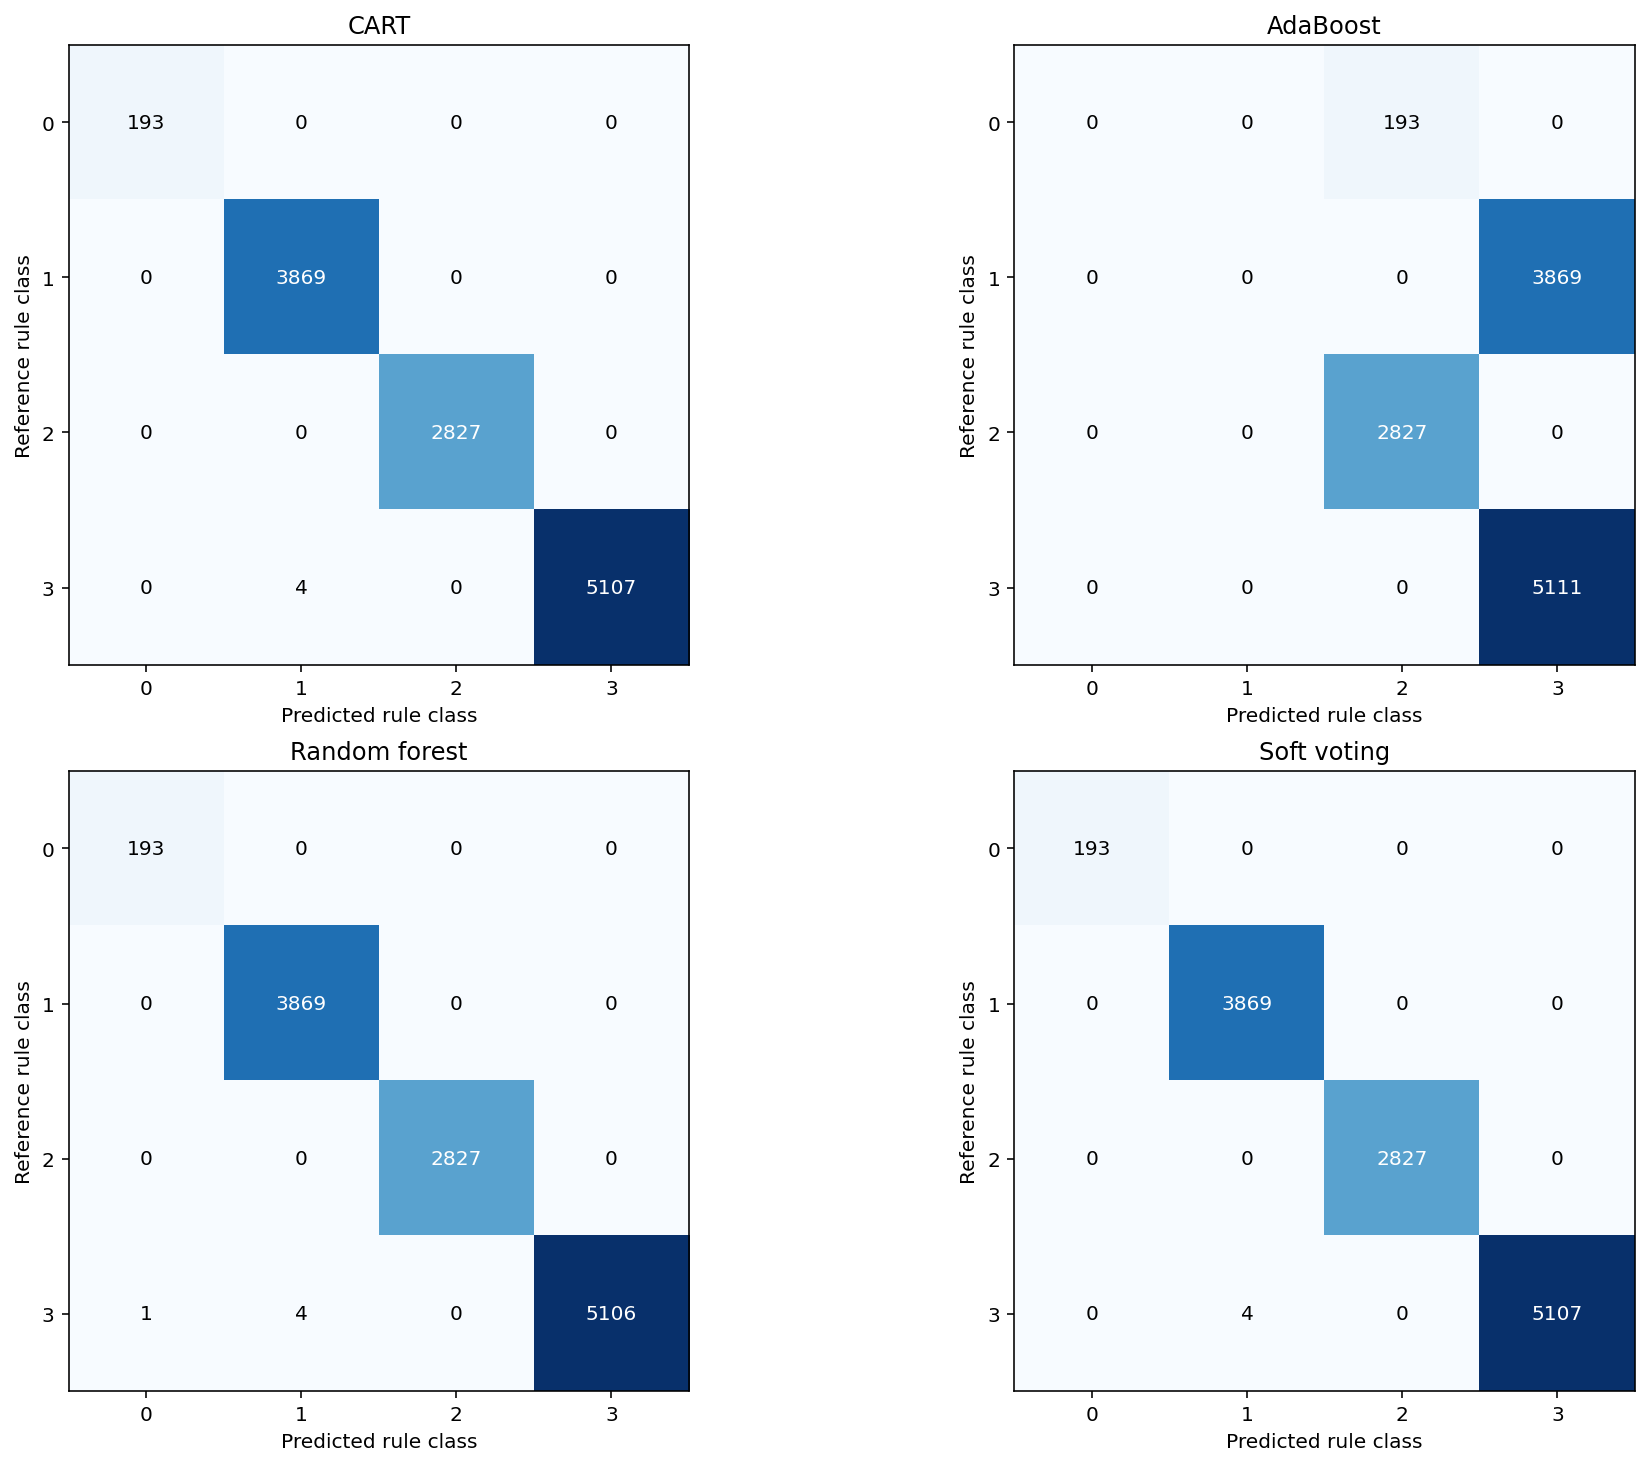 CART
193 0 0 0
0 3869 0 0
0 0 2827 0
0 4 0 5107
0
1
2
3
Reference rule class
0 1 2 3
Predicted rule class
AdaBoost
0 0 193 0
0 0 0 3869
0 0 2827 0
0 0 0 5111
0
1
2
3
Reference rule class
0 1 2 3
Predicted rule class
Random forest
193 0 0 0
0 3869 0 0
0 0 2827 0
1 4 0 5106
0
1
2
3
Reference rule class
0 1 2 3
Predicted rule class
Soft voting
193 0 0 0
0 3869 0 0
0 0 2827 0
0 4 0 5107
0
1
2
3
Reference rule class
0 1 2 3
Predicted rule class